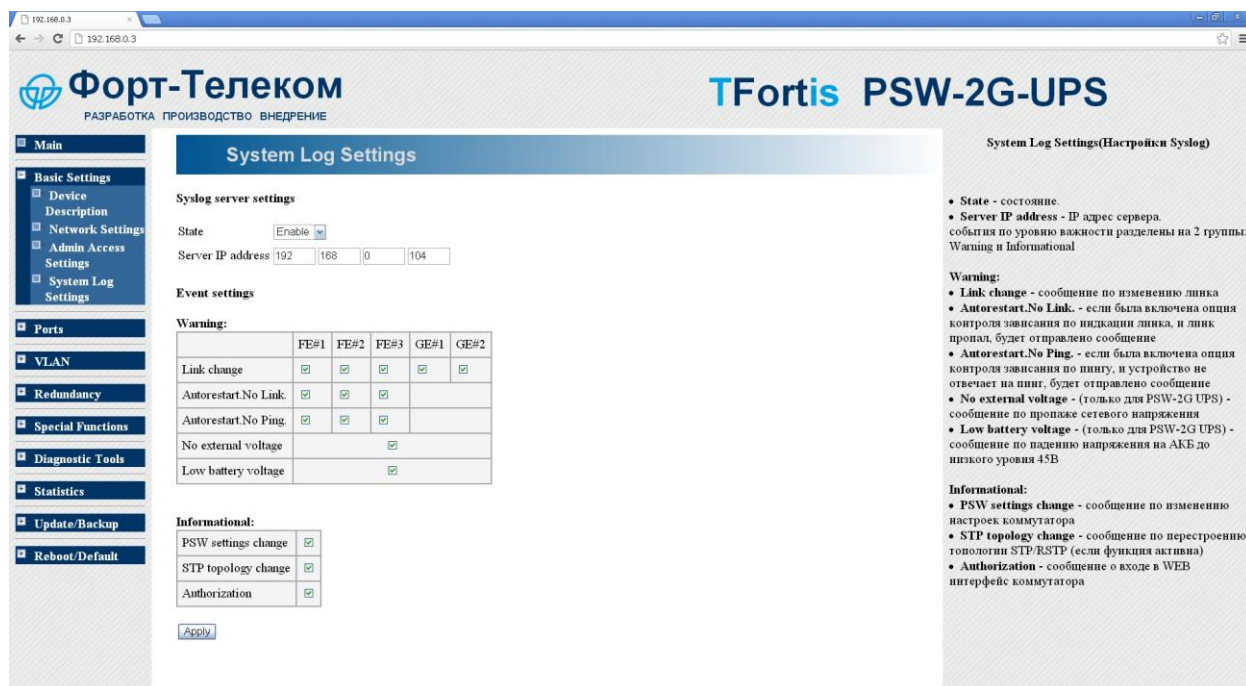 192.168.0.3
192.168.0.3
Форт-Телеком
РАЗРАБОТКА ПРОИЗВОДСТВО ВНЕДРЕНИЕ
TFortis PSW-2G-UPS
Main
Basic Settings
Device
Description
Network Settings
Admin Access
Settings
System Log
Settings
Ports
VLAN
Redundancy
Special Functions
Diagnostic Tools
Statistics
Update/Backup
Reboot/Default
System Log Settings
Syslog server settings
State Enable
Server IP address 192 168 0 104
Event settings
Warning:
FE#1 FE#2 FE#3 GE#1 GE#2
Link change
Autorestart.No Link.
Autorestart.No Ping.
No external voltage
Low battery voltage
Informational:
PSW settings change
STP topology change
Authorization
Apply
System Log Settings(Настройки Syslog)
• State - состояние.
• Server IP address - IP адрес сервера.
события по уровню важности разделены на 2 группы:
Warning и Informational
Warning:
• Link change - сообщение по изменению линка
• Autorestart.No Link. - если была включена опция
контроля зависания по индкации линка, и линк
пропал, будет отправлено сообщение
• Autorestart.No Ping. - если была включена опция
контроля зависания по пингу, и устройство не
отвечает на пинг, будет отправлено сообщение
• No external voltage - (только для PSW-2G UPS) -
сообщение по пропаже сетевого напряжения
• Low battery voltage - (только для PSW-2G UPS) -
сообщение по падению напряжения на АКБ до
низкого уровня 45В
Informational:
• PSW settings change - сообщение по изменению
настроек коммутатора
• STP topology change - сообщение по перестроению
топологии STP/RSTP (если функция активна)
• Authorization - сообщение о входе в WEB
интерфейс коммутатора